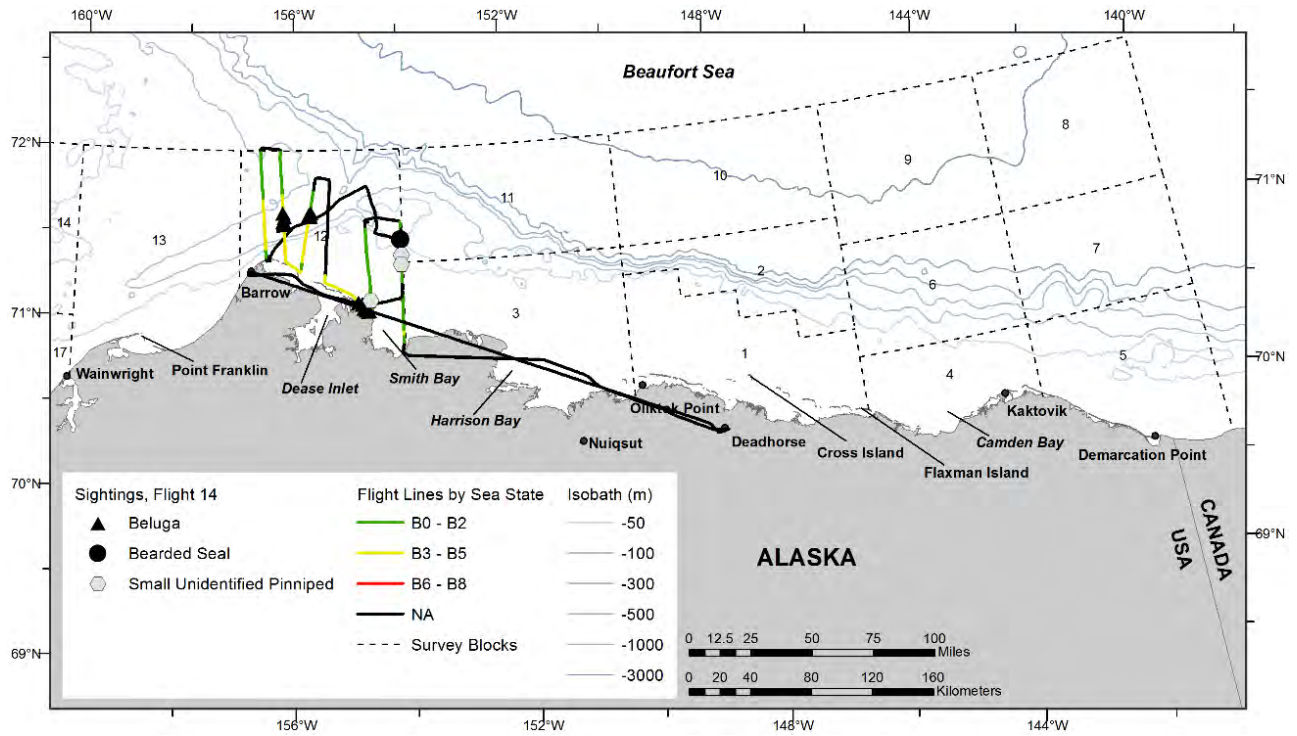 160°W 156°W 152°W 148°W 144°W 140°W
Beaufort Sea
8
72°N
9
10
71°N
11
14
13
12
7
2
6
Barrow
71°N
3
17
Point Franklin
Wainwright
Dease Inlet
Smith Bay
1
70°N
5
4
Harrison Bay
Oliktok Point
Kaktovik
Nuiqsut
Deadhorse
Cross Island
Camden Bay
Flaxman Island
Demarcation Point
70°N
Sightings, Flight 14
Beluga
Bearded Seal
Small Unidentified Pinniped
Flight Lines by Sea State
B0 - B2
B3 - B5
B6 - B8
NA
Survey Blocks
Isobath (m)
-50
-100
-300
-500
-1000
-3000
ALASKA
CANADA
USA
69°N
0 12.5 25 50 75 100
Miles
69°N
0 20 40 80 120 160
Kilometers
156°W 152°W 148°W 144°W